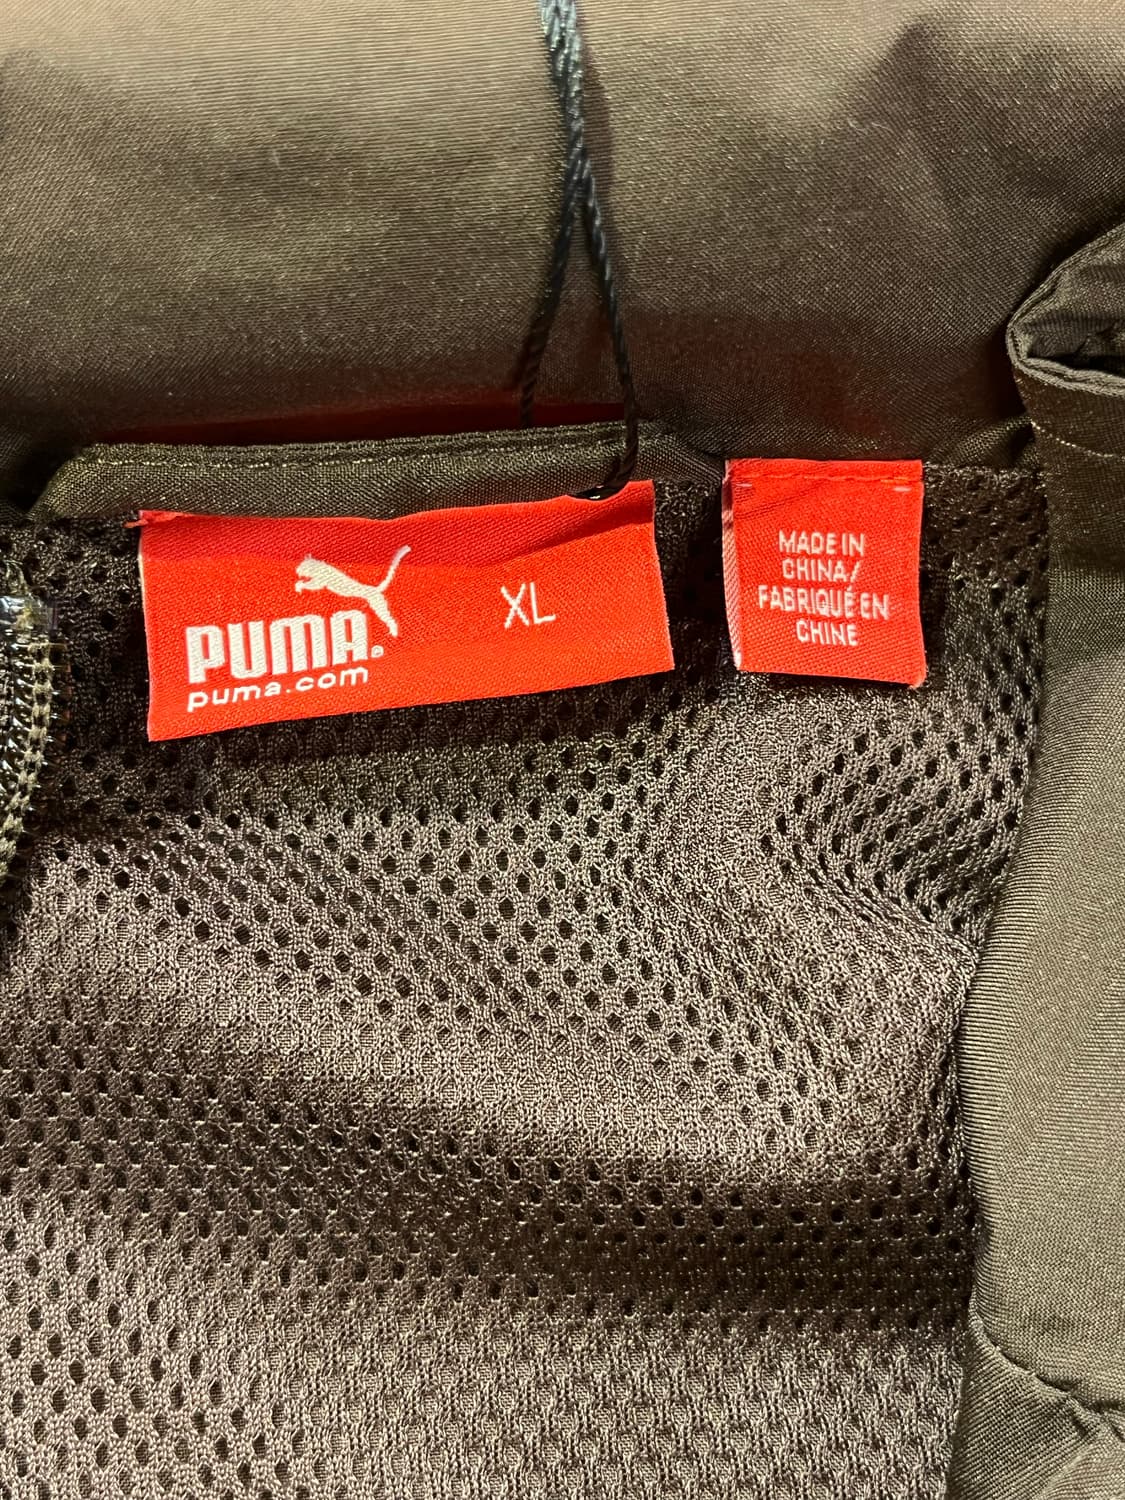 PUMA®
puma.com
XL
MADE IN
CHINA/
FABRIQUÉ EN
CHINE